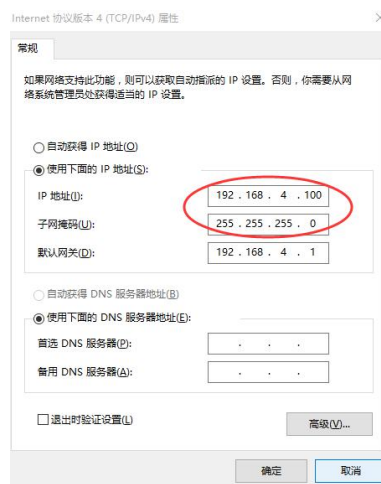 Internet 协议版本 4 (TCP/IPv4) 属性
常规
如果网络支持此功能，则可以获取自动指派的 IP 设置。否则，你需要从网
络系统管理员处获得适当的 IP 设置。
自动获得 IP 地址(O)
使用下面的 IP 地址(S):
IP 地址(I): 192 . 168 . 4 . 100
子网掩码(U): 255 . 255 . 255 . 0
默认网关(D): 192 . 168 . 4 . 1
自动获得 DNS 服务器地址(B)
使用下面的 DNS 服务器地址(E):
首选 DNS 服务器(P): . . .
备用 DNS 服务器(A): . . .
退出时验证设置(L)
高级(V)...
确定 取消